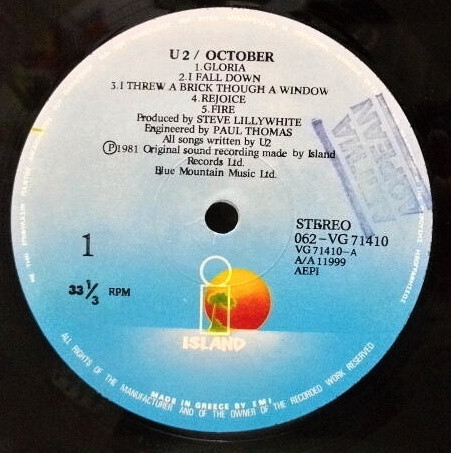 U2 / OCTOBER
1. GLORIA
2. I FALL DOWN
3. I THREW A BRICK THOUGH A WINDOW
4. REJOICE
5. FIRE
Produced by STEVE LILLYWHITE
Engineered by PAUL THOMAS
All songs written by U2
Ⓟ1981 Original sound recording made by Island
Records Ltd.
Blue Mountain Music Ltd.
STEREO
062-VG 71410
VG 71410-A
A/A 11999
AEPI
1
33 1/3 RPM
ISLAND
MADE IN GREECE BY EMI
ALL RIGHTS OF THE MANUFACTURER AND OF THE OWNER OF THE RECORDED WORK RESERVED